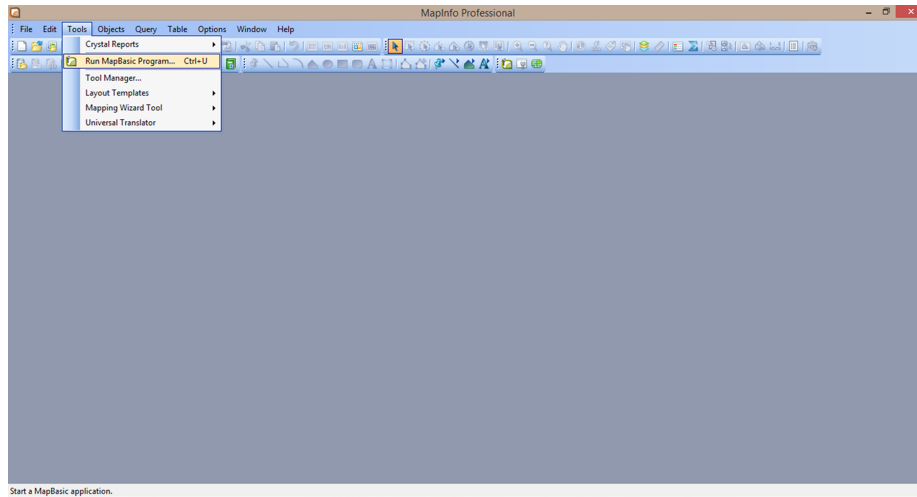 MapInfo Professional
File Edit Tools Objects Query Table Options Window Help
Crystal Reports
Run MapBasic Program... Ctrl+U
Tool Manager...
Layout Templates
Mapping Wizard Tool
Universal Translator
Start a MapBasic application.